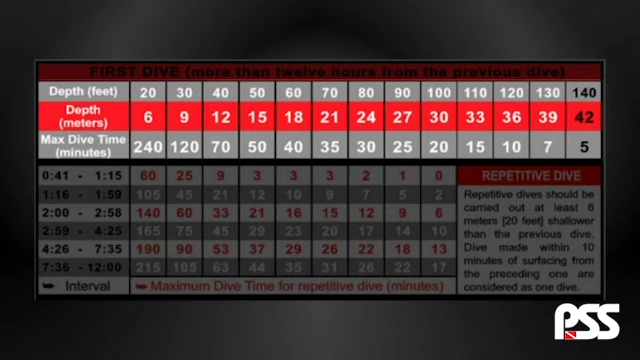 FIRST DIVE (more than twelve hours from the previous dive)
Depth (feet) 20 30 40 50 60 70 80 90 100 110 120 130 140
Depth (meters) 6 9 12 15 18 21 24 27 30 33 36 39 42
Max Dive Time (minutes) 240 120 70 50 40 35 30 25 20 15 10 7 5
0:41 - 1:15 60 25 9 3 3 3 2 1 0
1:16 - 1:59 105 45 21 12 10 9 7 5 2
2:00 - 2:58 140 60 33 21 16 15 12 9 6
2:59 - 4:25 165 75 45 29 23 20 17 14 10
4:26 - 7:35 190 90 53 37 29 26 22 18 13
7:36 - 12:00 215 105 63 44 35 31 26 22 17
Interval
Maximum Dive Time for repetitive dive (minutes)
REPETITIVE DIVE
Repetitive dives should be
carried out at least 6
meters [20 feet] shallower
than the previous dive.
Dive made within 10
minutes of surfacing from
the preceding one are
considered as one dive.
PSS